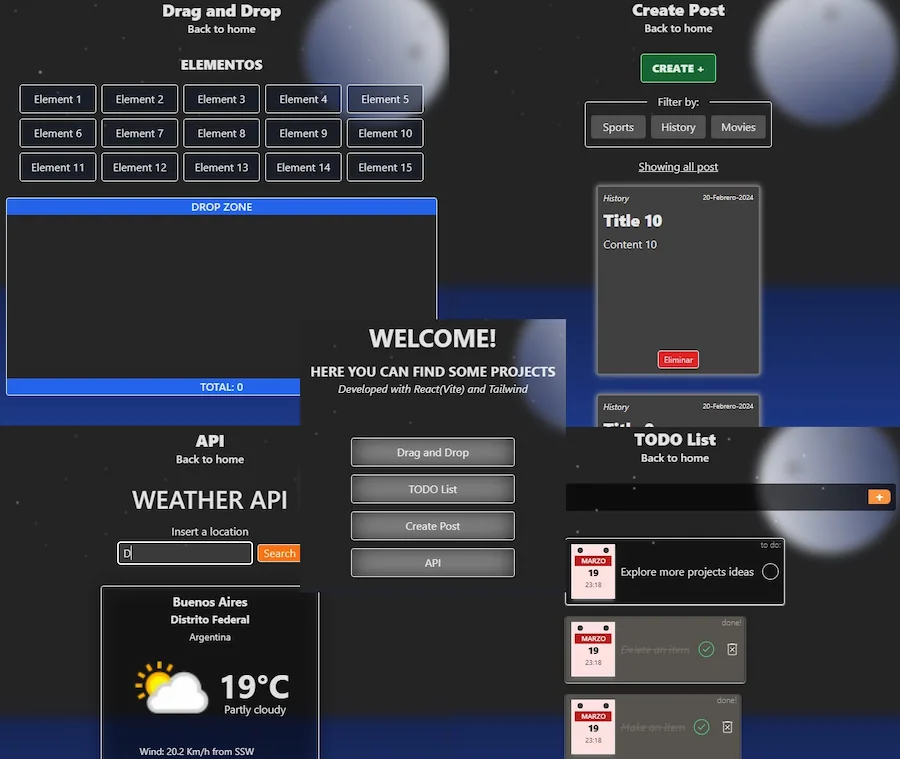 Drag and Drop
Back to home
ELEMENTOS
Element 1 Element 2 Element 3 Element 4 Element 5
Element 6 Element 7 Element 8 Element 9 Element 10
Element 11 Element 12 Element 13 Element 14 Element 15
DROP ZONE
TOTAL: 0
Create Post
Back to home
CREATE +
Filter by:
Sports History Movies
Showing all post
History 20-Febrero-2024
Title 10
Content 10
Eliminar
History 20-Febrero-2024
WELCOME!
HERE YOU CAN FIND SOME PROJECTS
Developed with React(Vite) and Tailwind
Drag and Drop
TODO List
Create Post
API
API
Back to home
WEATHER API
Insert a location
D
Search
Buenos Aires
Distrito Federal
Argentina
19°C
Partly cloudy
Wind: 20.2 Km/h from SSW
TODO List
Back to home
+
to do:
MARZO
19
23:18
Explore more projects ideas
done!
MARZO
19
23:18
Delete an item
done!
MARZO
19
23:18
Make an item